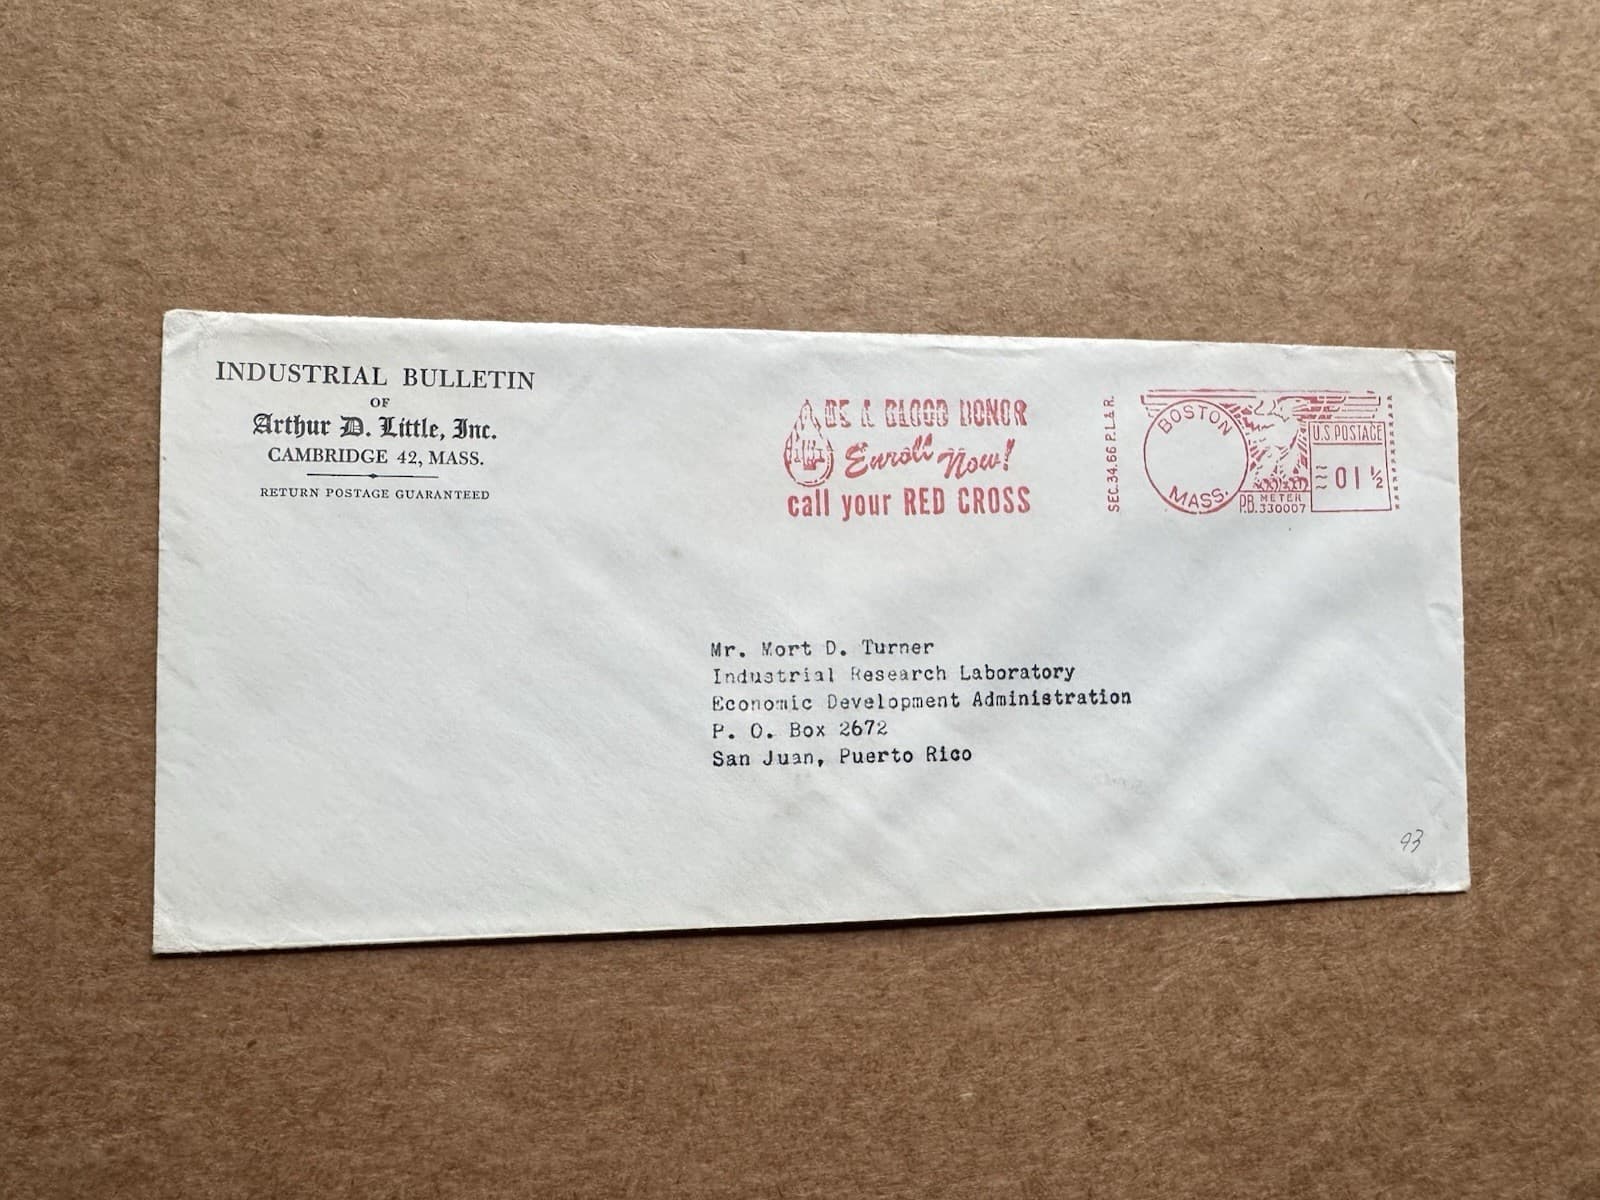 INDUSTRIAL BULLETIN
OF
Arthur D. Little, Inc.
CAMBRIDGE 42, MASS.
RETURN POSTAGE GUARANTEED
BE A BLOOD DONOR
Enroll Now!
call your RED CROSS
SEC. 34.66 P.L.& R.
BOSTON
MASS.
P.B. METER
330007
U.S. POSTAGE
01 ½
Mr. Mort D. Turner
Industrial Research Laboratory
Economic Development Administration
P. O. Box 2672
San Juan, Puerto Rico
93